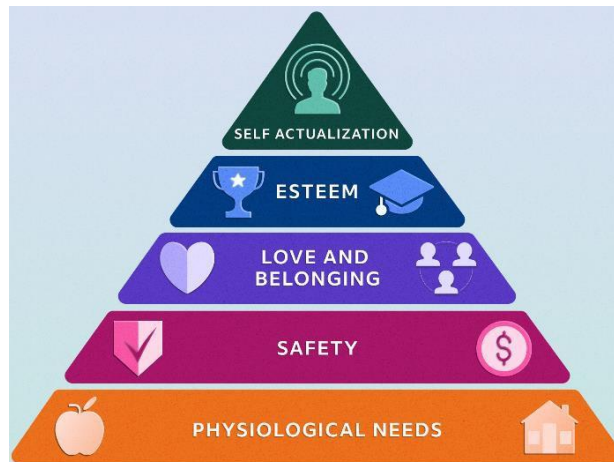 SELF ACTUALIZATION
ESTEEM
LOVE AND
BELONGING
SAFETY
$
PHYSIOLOGICAL NEEDS